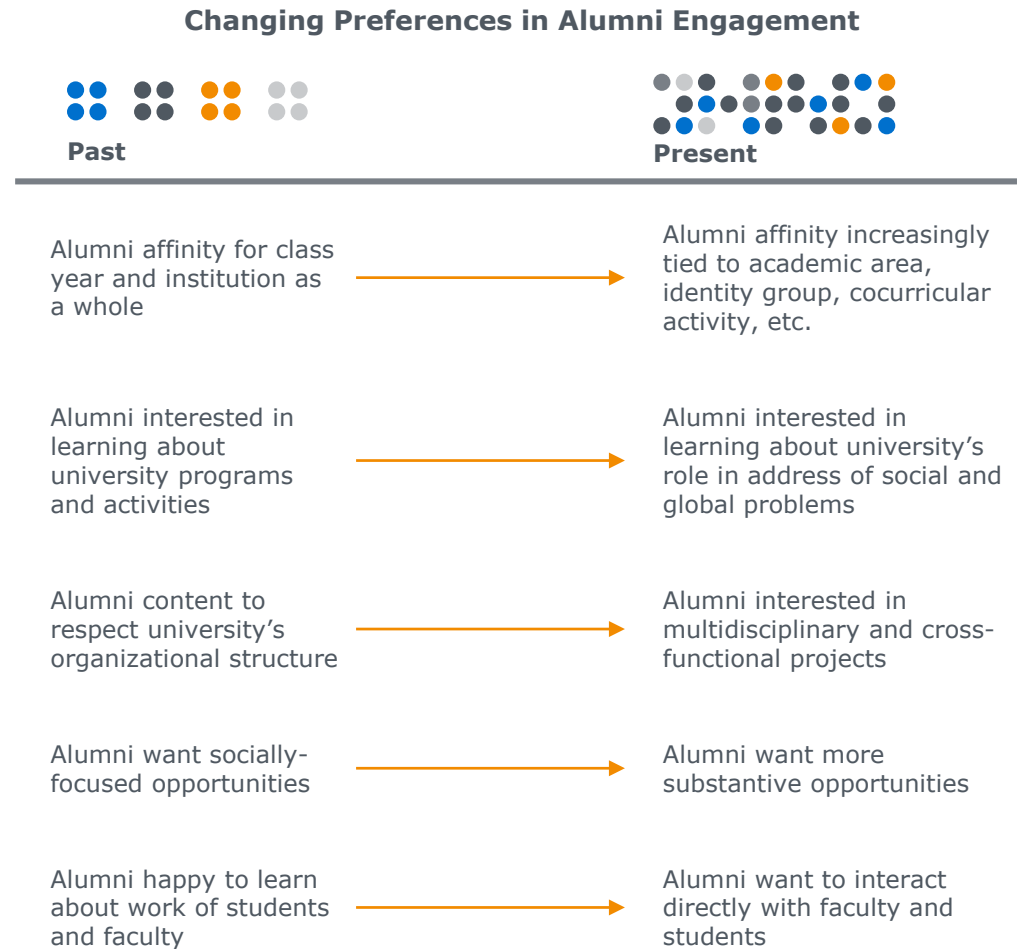 Changing Preferences in Alumni Engagement
Past
Present
Alumni affinity for class
year and institution as
a whole
Alumni affinity increasingly
tied to academic area,
identity group, cocurricular
activity, etc.
Alumni interested in
learning about
university programs
and activities
Alumni interested in
learning about university’s
role in address of social and
global problems
Alumni content to
respect university’s
organizational structure
Alumni interested in
multidisciplinary and cross-
functional projects
Alumni want socially-
focused opportunities
Alumni want more
substantive opportunities
Alumni happy to learn
about work of students
and faculty
Alumni want to interact
directly with faculty and
students